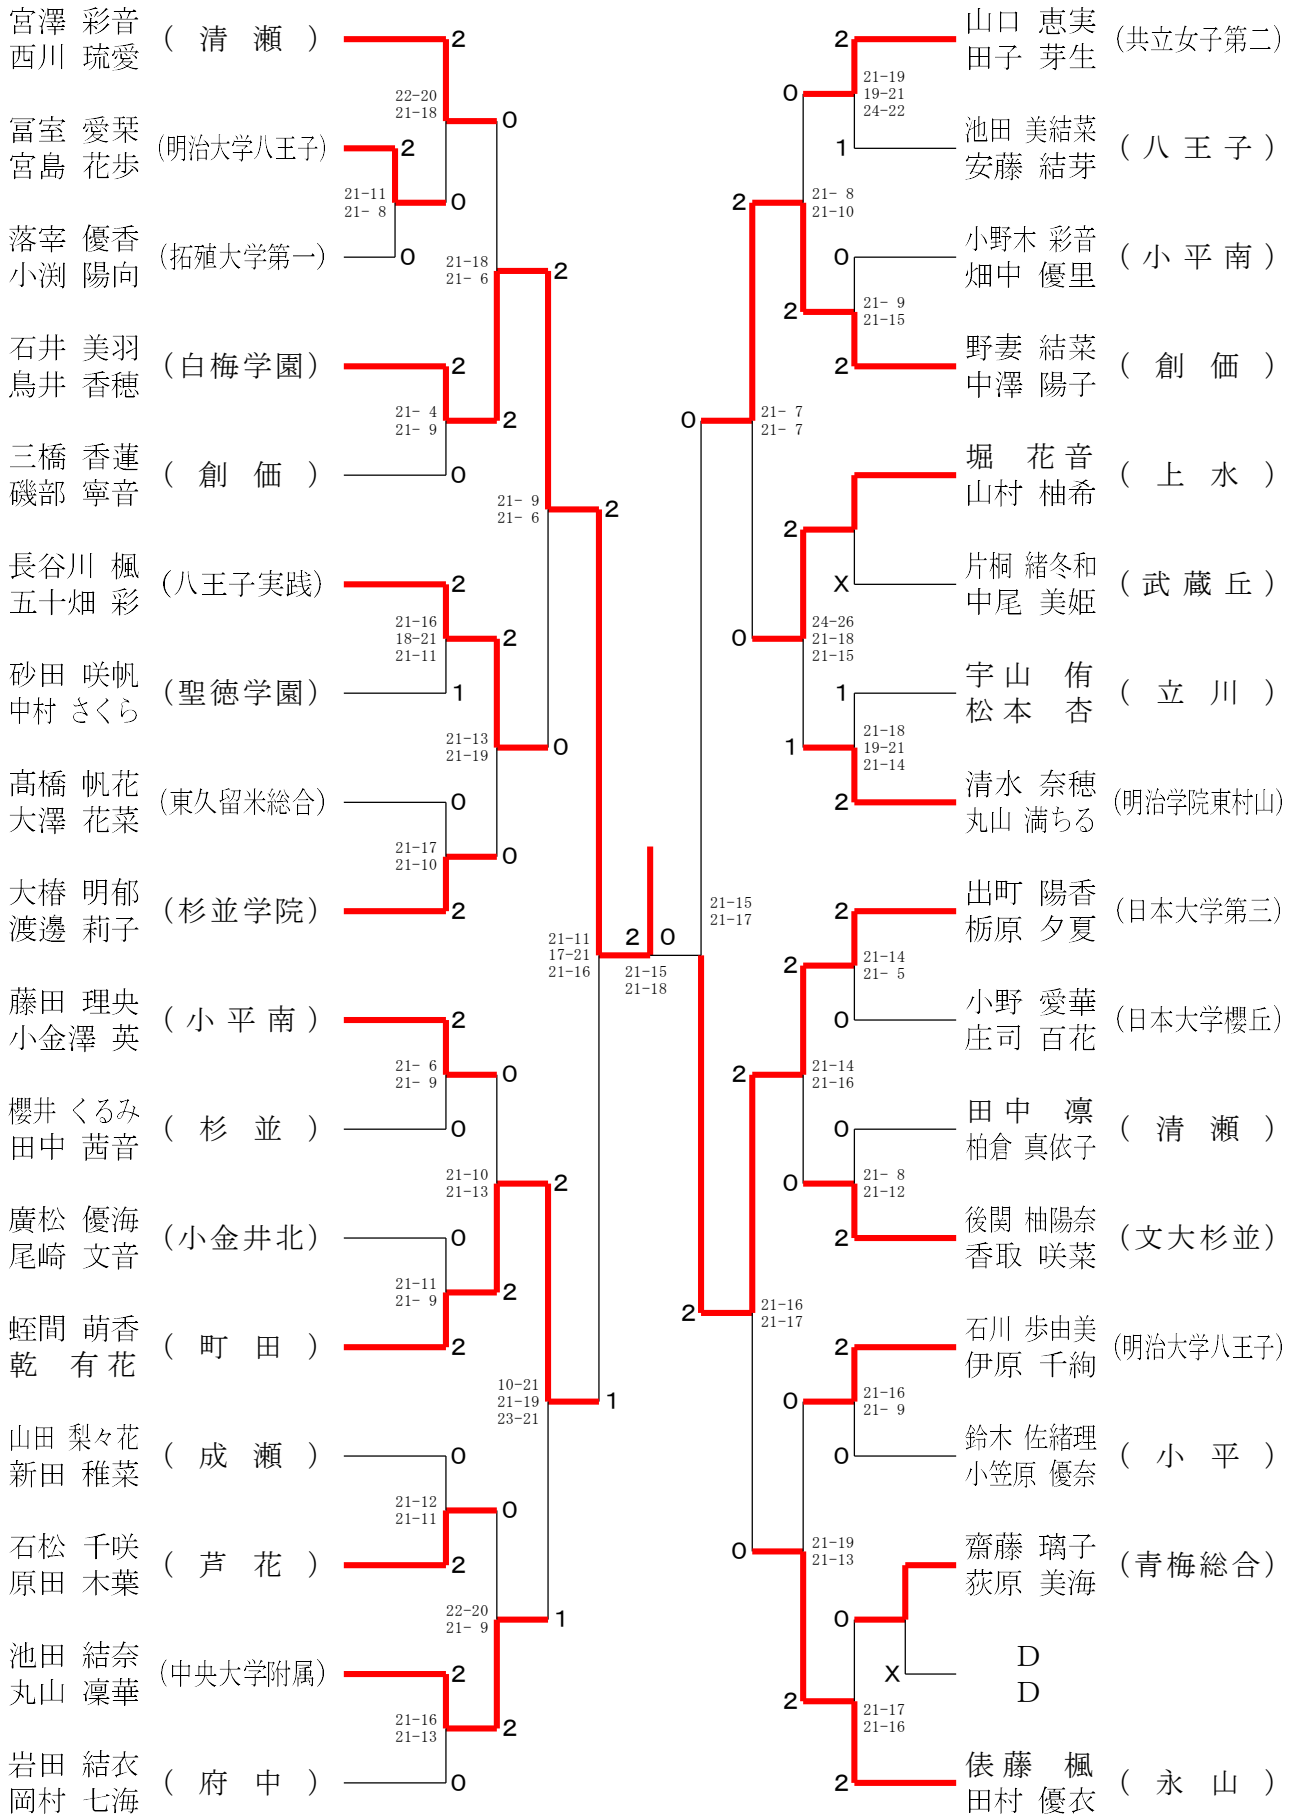 宮澤 彩音
西川 琉愛
( 清 瀬 )
2
22-20
21-18
0
冨室 愛栞
宮島 花歩
(明治大学八王子)
2
21-11
21- 8
0
落宰 優香
小渕 陽向
(拓殖大学第一)
0
21-18
21- 6
2
石井 美羽
鳥井 香穂
(白梅学園)
2
21- 4
21- 9
2
三橋 香蓮
磯部 寧音
( 創 価 )
0
21- 9
21- 6
2
長谷川 楓
五十畑 彩
(八王子実践)
2
21-16
18-21
21-11
2
砂田 咲帆
中村 さくら
(聖徳学園)
1
21-13
21-19
0
髙橋 帆花
大澤 花菜
(東久留米総合)
0
21-17
21-10
0
大椿 明郁
渡邊 莉子
(杉並学院)
2
21-11
17-21
21-16
2
0
21-15
21-18
藤田 理央
小金澤 英
( 小 平 南 )
2
21- 6
21- 9
0
櫻井 くるみ
田中 茜音
( 杉 並 )
0
21-10
21-13
2
廣松 優海
尾崎 文音
(小金井北)
0
21-11
21- 9
2
蛭間 萌香
乾 有花
( 町 田 )
2
10-21
21-19
23-21
1
山田 梨々花
新田 稚菜
( 成 瀬 )
0
21-12
21-11
0
石松 千咲
原田 木葉
( 芦 花 )
2
22-20
21- 9
1
池田 結奈
丸山 凜華
(中央大学附属)
2
21-16
21-13
2
岩田 結衣
岡村 七海
( 府 中 )
0
山口 恵実
田子 芽生
(共立女子第二)
2
21-19
19-21
24-22
0
池田 美結菜
安藤 結芽
( 八 王 子 )
1
21- 8
21-10
2
小野木 彩音
畑中 優里
( 小 平 南 )
0
21- 9
21-15
2
野妻 結菜
中澤 陽子
( 創 価 )
2
21- 7
21- 7
0
堀 花音
山村 柚希
( 上 水 )
2
片桐 緒冬和
中尾 美姫
( 武 蔵 丘 )
X
24-26
21-18
21-15
0
宇山 侑
松本 杏
( 立 川 )
1
21-18
19-21
21-14
1
清水 奈穂
丸山 満ちる
(明治学院東村山)
2
21-15
21-17
出町 陽香
栃原 夕夏
(日本大学第三)
2
21-14
21- 5
2
小野 愛華
庄司 百花
(日本大学櫻丘)
0
21-14
21-16
2
田中 凛
柏倉 真依子
( 清 瀬 )
0
21- 8
21-12
0
後関 柚陽奈
香取 咲菜
(文大杉並)
2
21-16
21-17
2
石川 歩由美
伊原 千絢
(明治大学八王子)
2
21-16
21- 9
0
鈴木 佐緒理
小笠原 優奈
( 小 平 )
0
21-19
21-13
0
齋藤 璃子
荻原 美海
(青梅総合)
0
D
D
X
21-17
21-16
2
俵藤 楓
田村 優衣
( 永 山 )
2